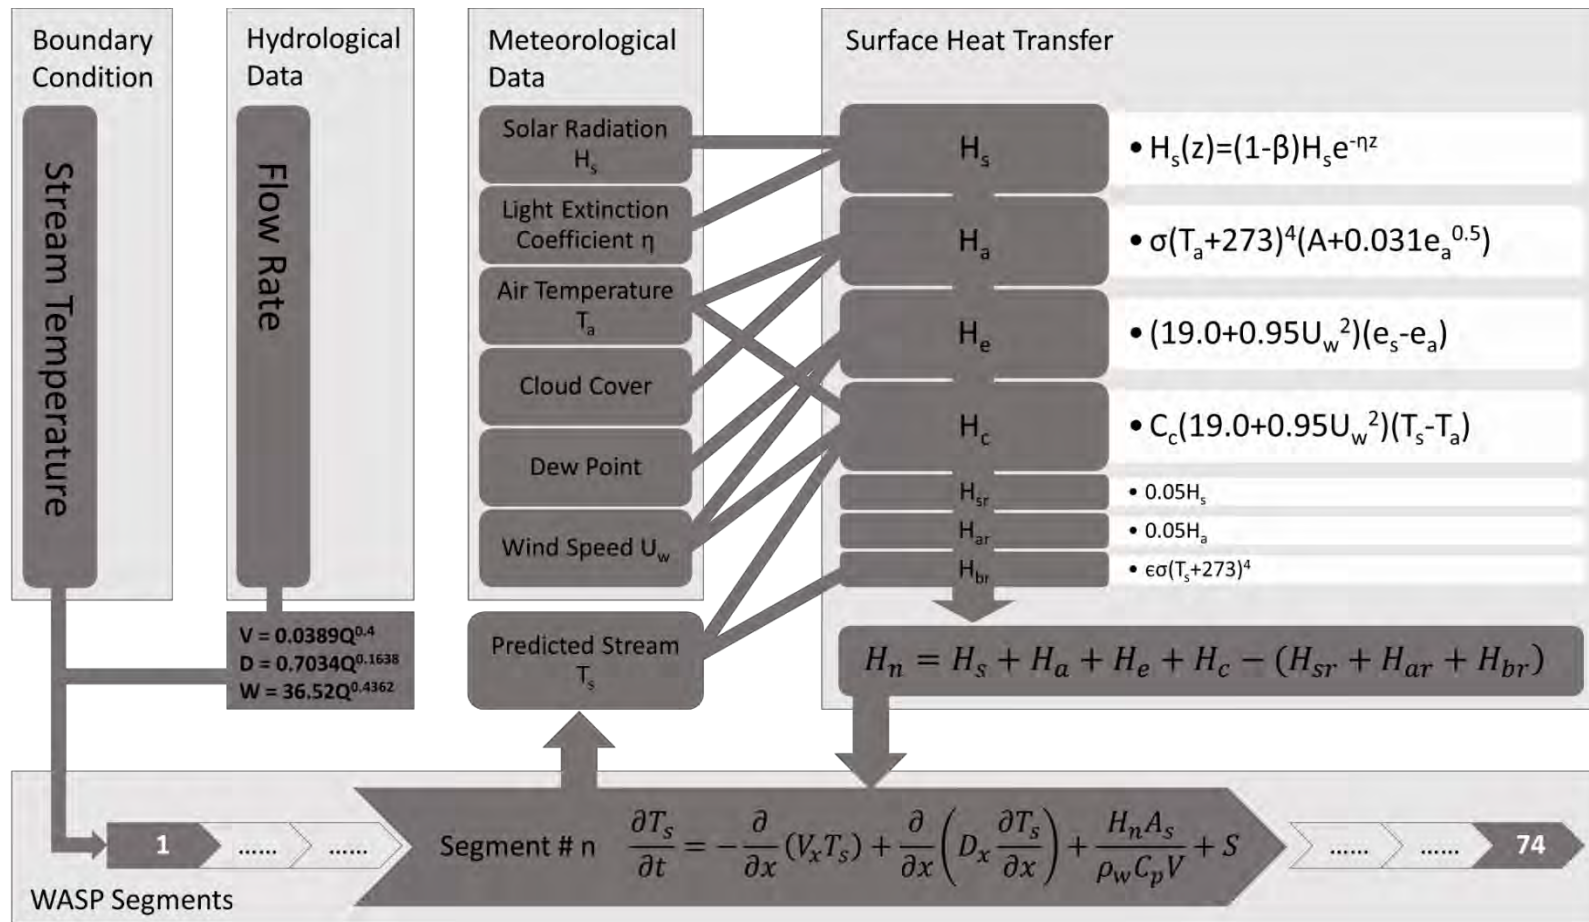 Boundary
Condition
Stream Temperature
Hydrological
Data
Flow Rate
V = 0.0389Q^0.4
D = 0.7034Q^0.1638
W = 36.52Q^0.4362
Meteorological
Data
Solar Radiation
H_s
Light Extinction
Coefficient η
Air Temperature
T_a
Cloud Cover
Dew Point
Wind Speed U_w
Predicted Stream
T_s
Surface Heat Transfer
H_s
• H_s(z)=(1-β)H_se^-ηz
H_a
• σ(T_a+273)^4(A+0.031e_a^0.5)
H_e
• (19.0+0.95U_w^2)(e_s-e_a)
H_c
• C_c(19.0+0.95U_w^2)(T_s-T_a)
H_sr
• 0.05H_s
H_ar
• 0.05H_a
H_br
• ϵσ(T_s+273)^4
H_n = H_s + H_a + H_e + H_c − (H_sr + H_ar + H_br)
1
......
......
Segment # n ∂T_s/∂t = −∂/∂x(V_xT_s) + ∂/∂x(D_x ∂T_s/∂x) + H_nA_s/ρ_wC_pV + S
......
......
74
WASP Segments